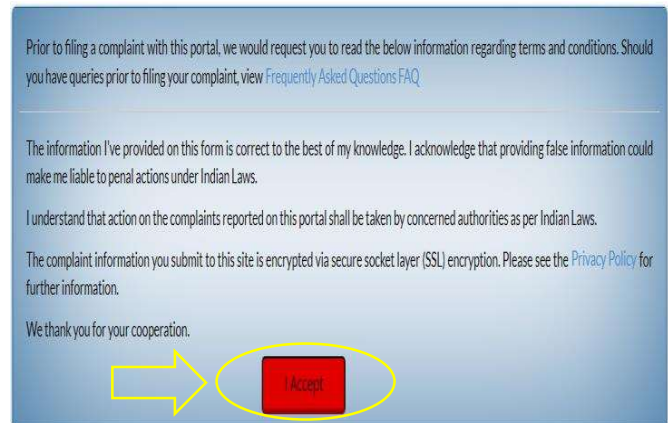 Prior to filing a complaint with this portal, we would request you to read the below information regarding terms and conditions. Should
you have queries prior to filing your complaint, view Frequently Asked Questions FAQ
The information I've provided on this form is correct to the best of my knowledge. I acknowledge that providing false information could
make me liable to penal actions under Indian Laws.
I understand that action on the complaints reported on this portal shall be taken by concerned authorities as per Indian Laws.
The complaint information you submit to this site is encrypted via secure socket layer (SSL) encryption. Please see the Privacy Policy for
further information.
We thank you for your cooperation.
I Accept